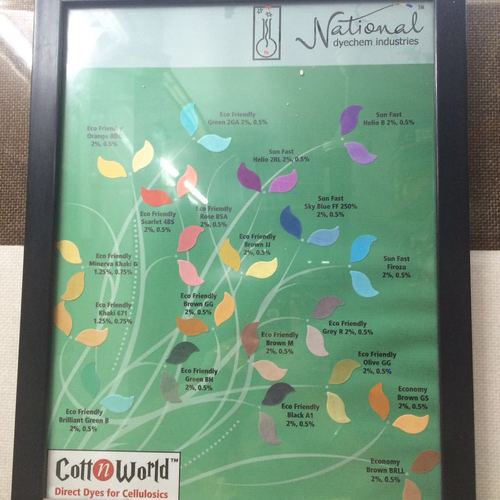 National™
dyechem industries
Eco Friendly
Green 2GA 2%, 0.5%
Sun Fast
Helio B 2%, 0.5%
Eco Friendly
Orange
2%, 0.5%
Sun Fast
Helio 2RL 2%, 0.5%
Eco Friendly
Scarlet 4BS
2%, 0.5%
Eco Friendly
Rose 8SA
2%, 0.5%
Sun Fast
Sky Blue FF 250%
2%, 0.5%
Eco Friendly
Brown JJ
2%, 0.5%
Eco Friendly
Minerva Khaki G
1.25%, 0.75%
Sun Fast
Firoza
2%, 0.5%
Eco Friendly
Khaki 671
1.25%, 0.75%
Eco Friendly
Brown GG
2%, 0.5%
Eco Friendly
Grey R 2%, 0.5%
Eco Friendly
Brown M
2%, 0.5%
Eco Friendly
Green BH
2%, 0.5%
Eco Friendly
Olive GG
2%, 0.5%
Economy
Brown GS
2%, 0.5%
Eco Friendly
Brilliant Green B
2%, 0.5%
Eco Friendly
Black A1
2%, 0.5%
Economy
Brown BRLL
2%, 0.5%
Cott n World™
Direct Dyes for Cellulosics